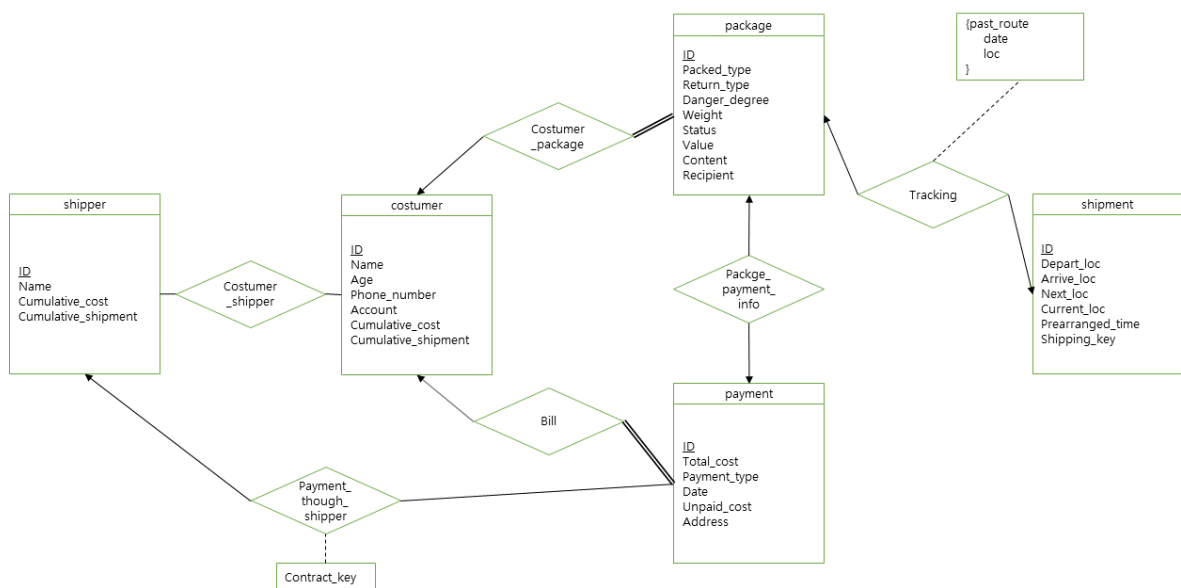 package
ID
Packed_type
Return_type
Danger_degree
Weight
Status
Value
Content
Recipient
{past_route
date
loc
}
Costumer
_package
Tracking
shipper
ID
Name
Cumulative_cost
Cumulative_shipment
Costumer
_shipper
costumer
ID
Name
Age
Phone_number
Account
Cumulative_cost
Cumulative_shipment
Packge_
payment_
info
shipment
ID
Depart_loc
Arrive_loc
Next_loc
Current_loc
Prearranged_time
Shipping_key
Bill
payment
ID
Total_cost
Payment_type
Date
Unpaid_cost
Address
Payment_
though_
shipper
Contract_key